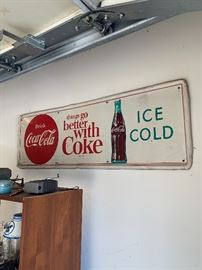 Drink
Coca-Cola
things go
better
with
Coke
Coca-Cola
ICE
COLD